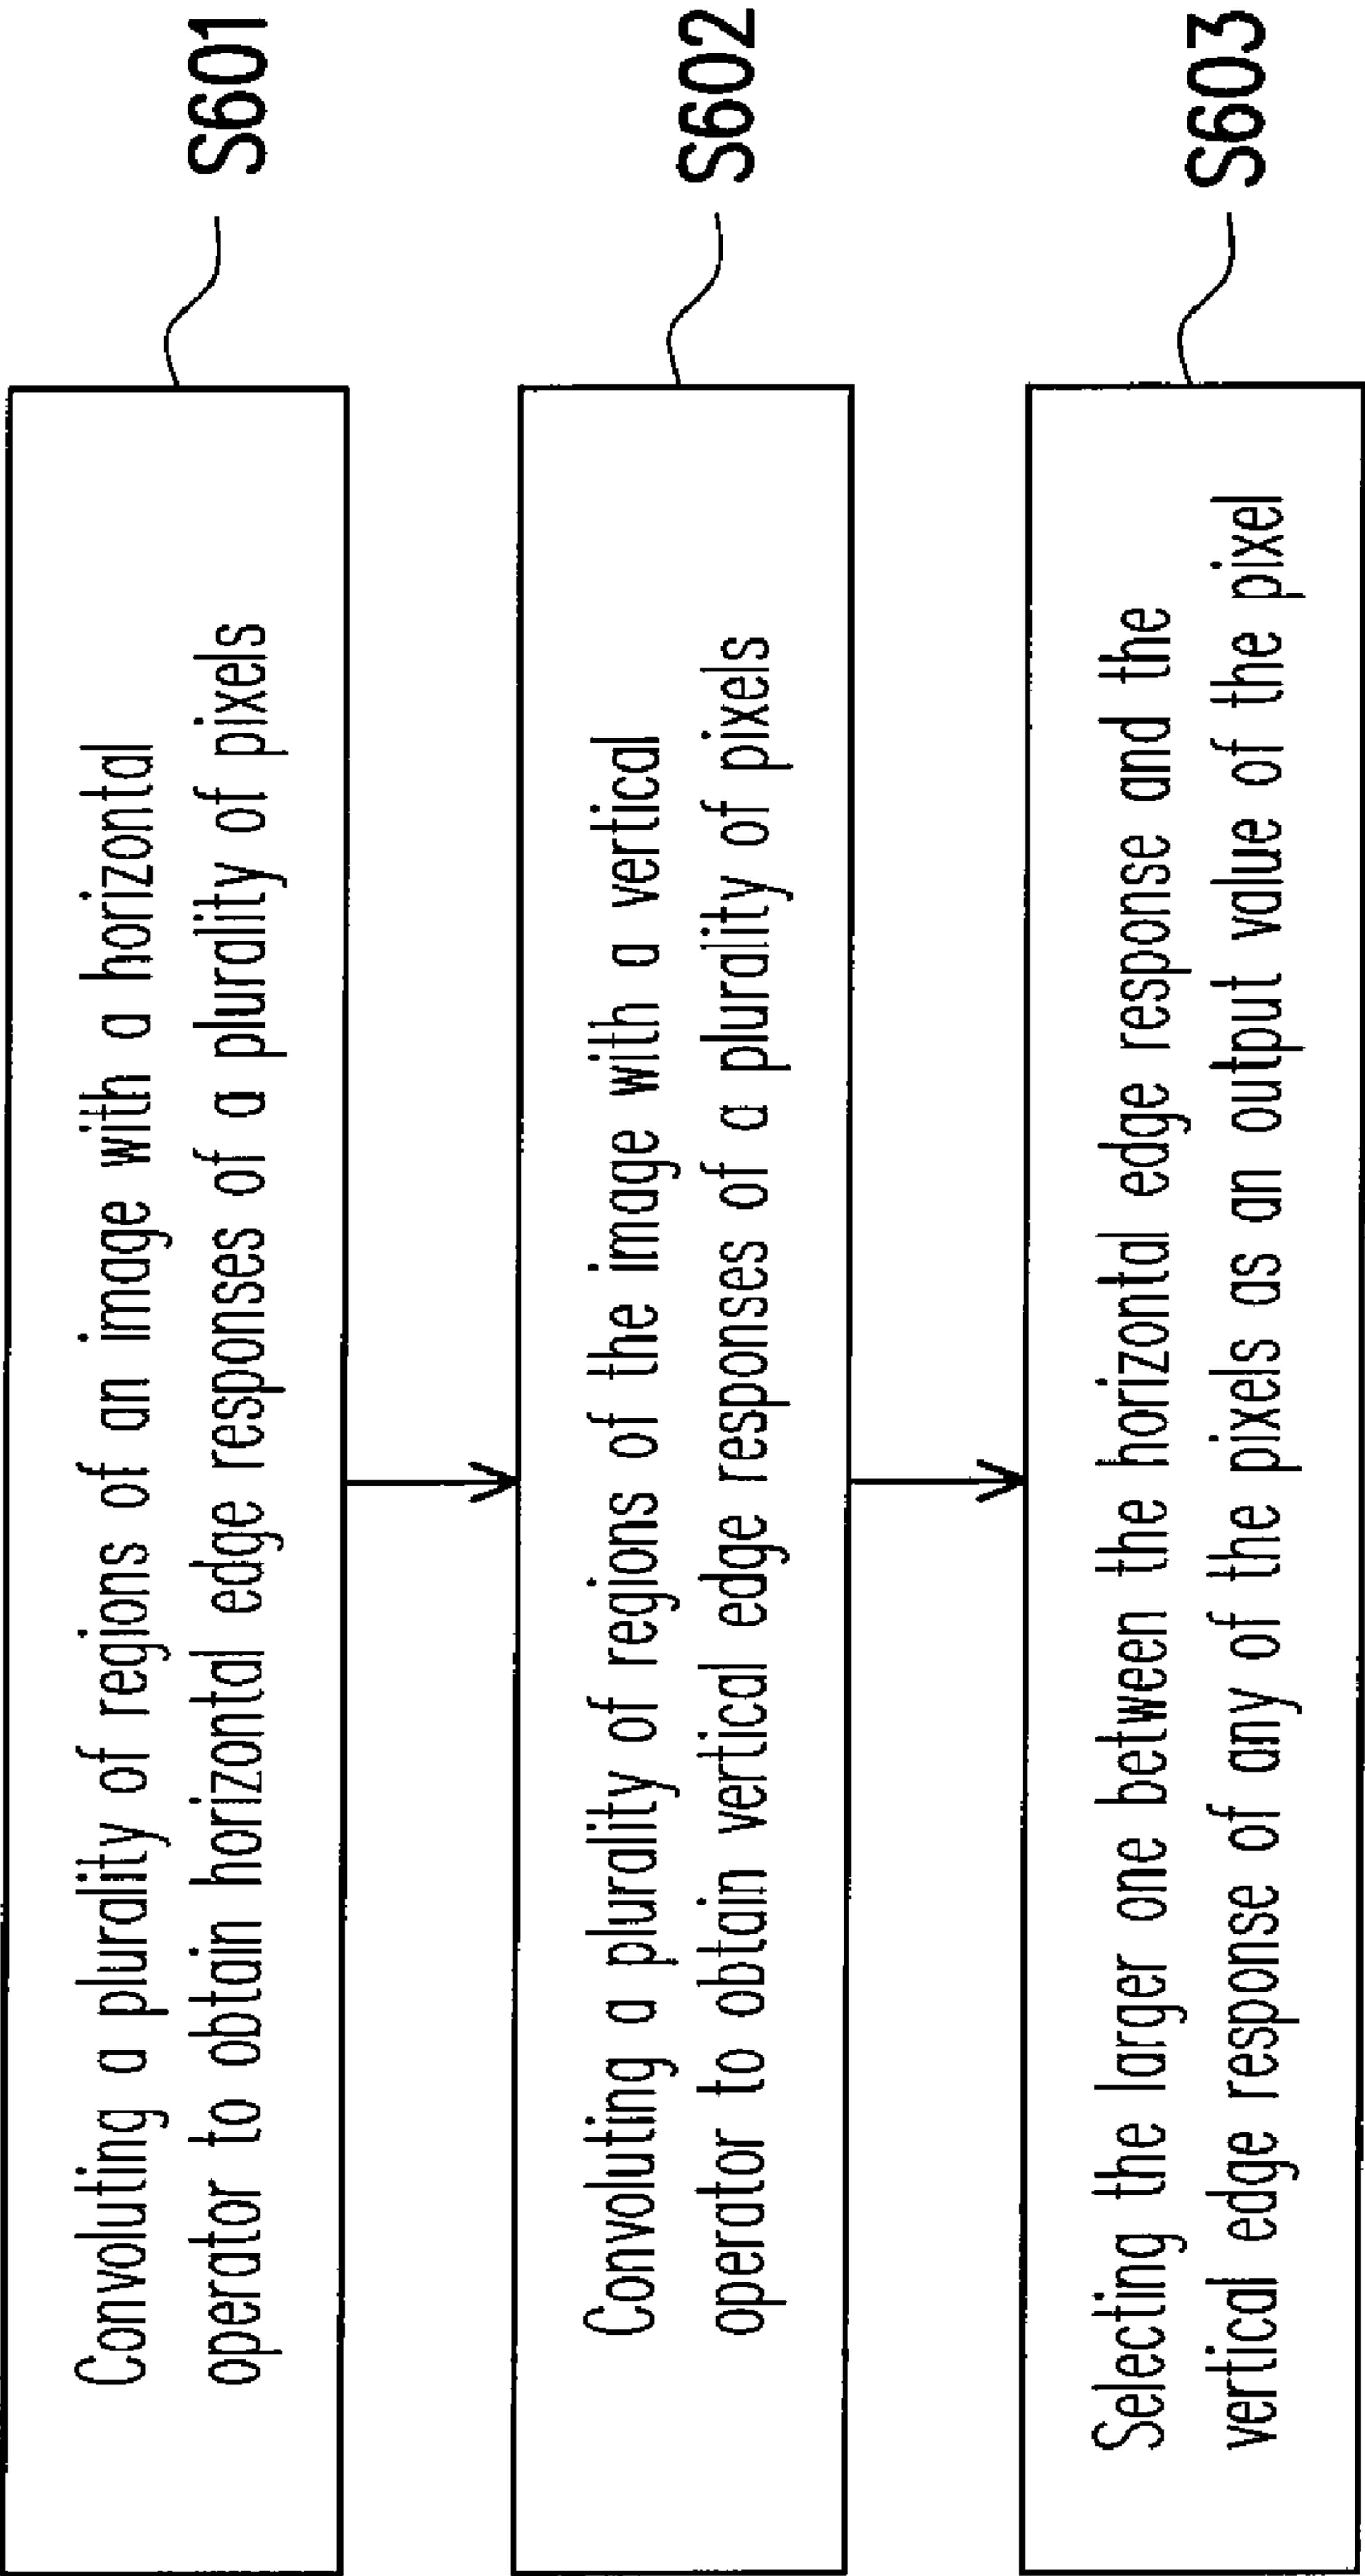 Convoluting a plurality of regions of an image with a horizontal
operator to obtain horizontal edge responses of a plurality of pixels
S601
Convoluting a plurality of regions of the image with a vertical
operator to obtain vertical edge responses of a plurality of pixels
S602
Selecting the larger one between the horizontal edge response and the
vertical edge response of any of the pixels as an output value of the pixel
S603